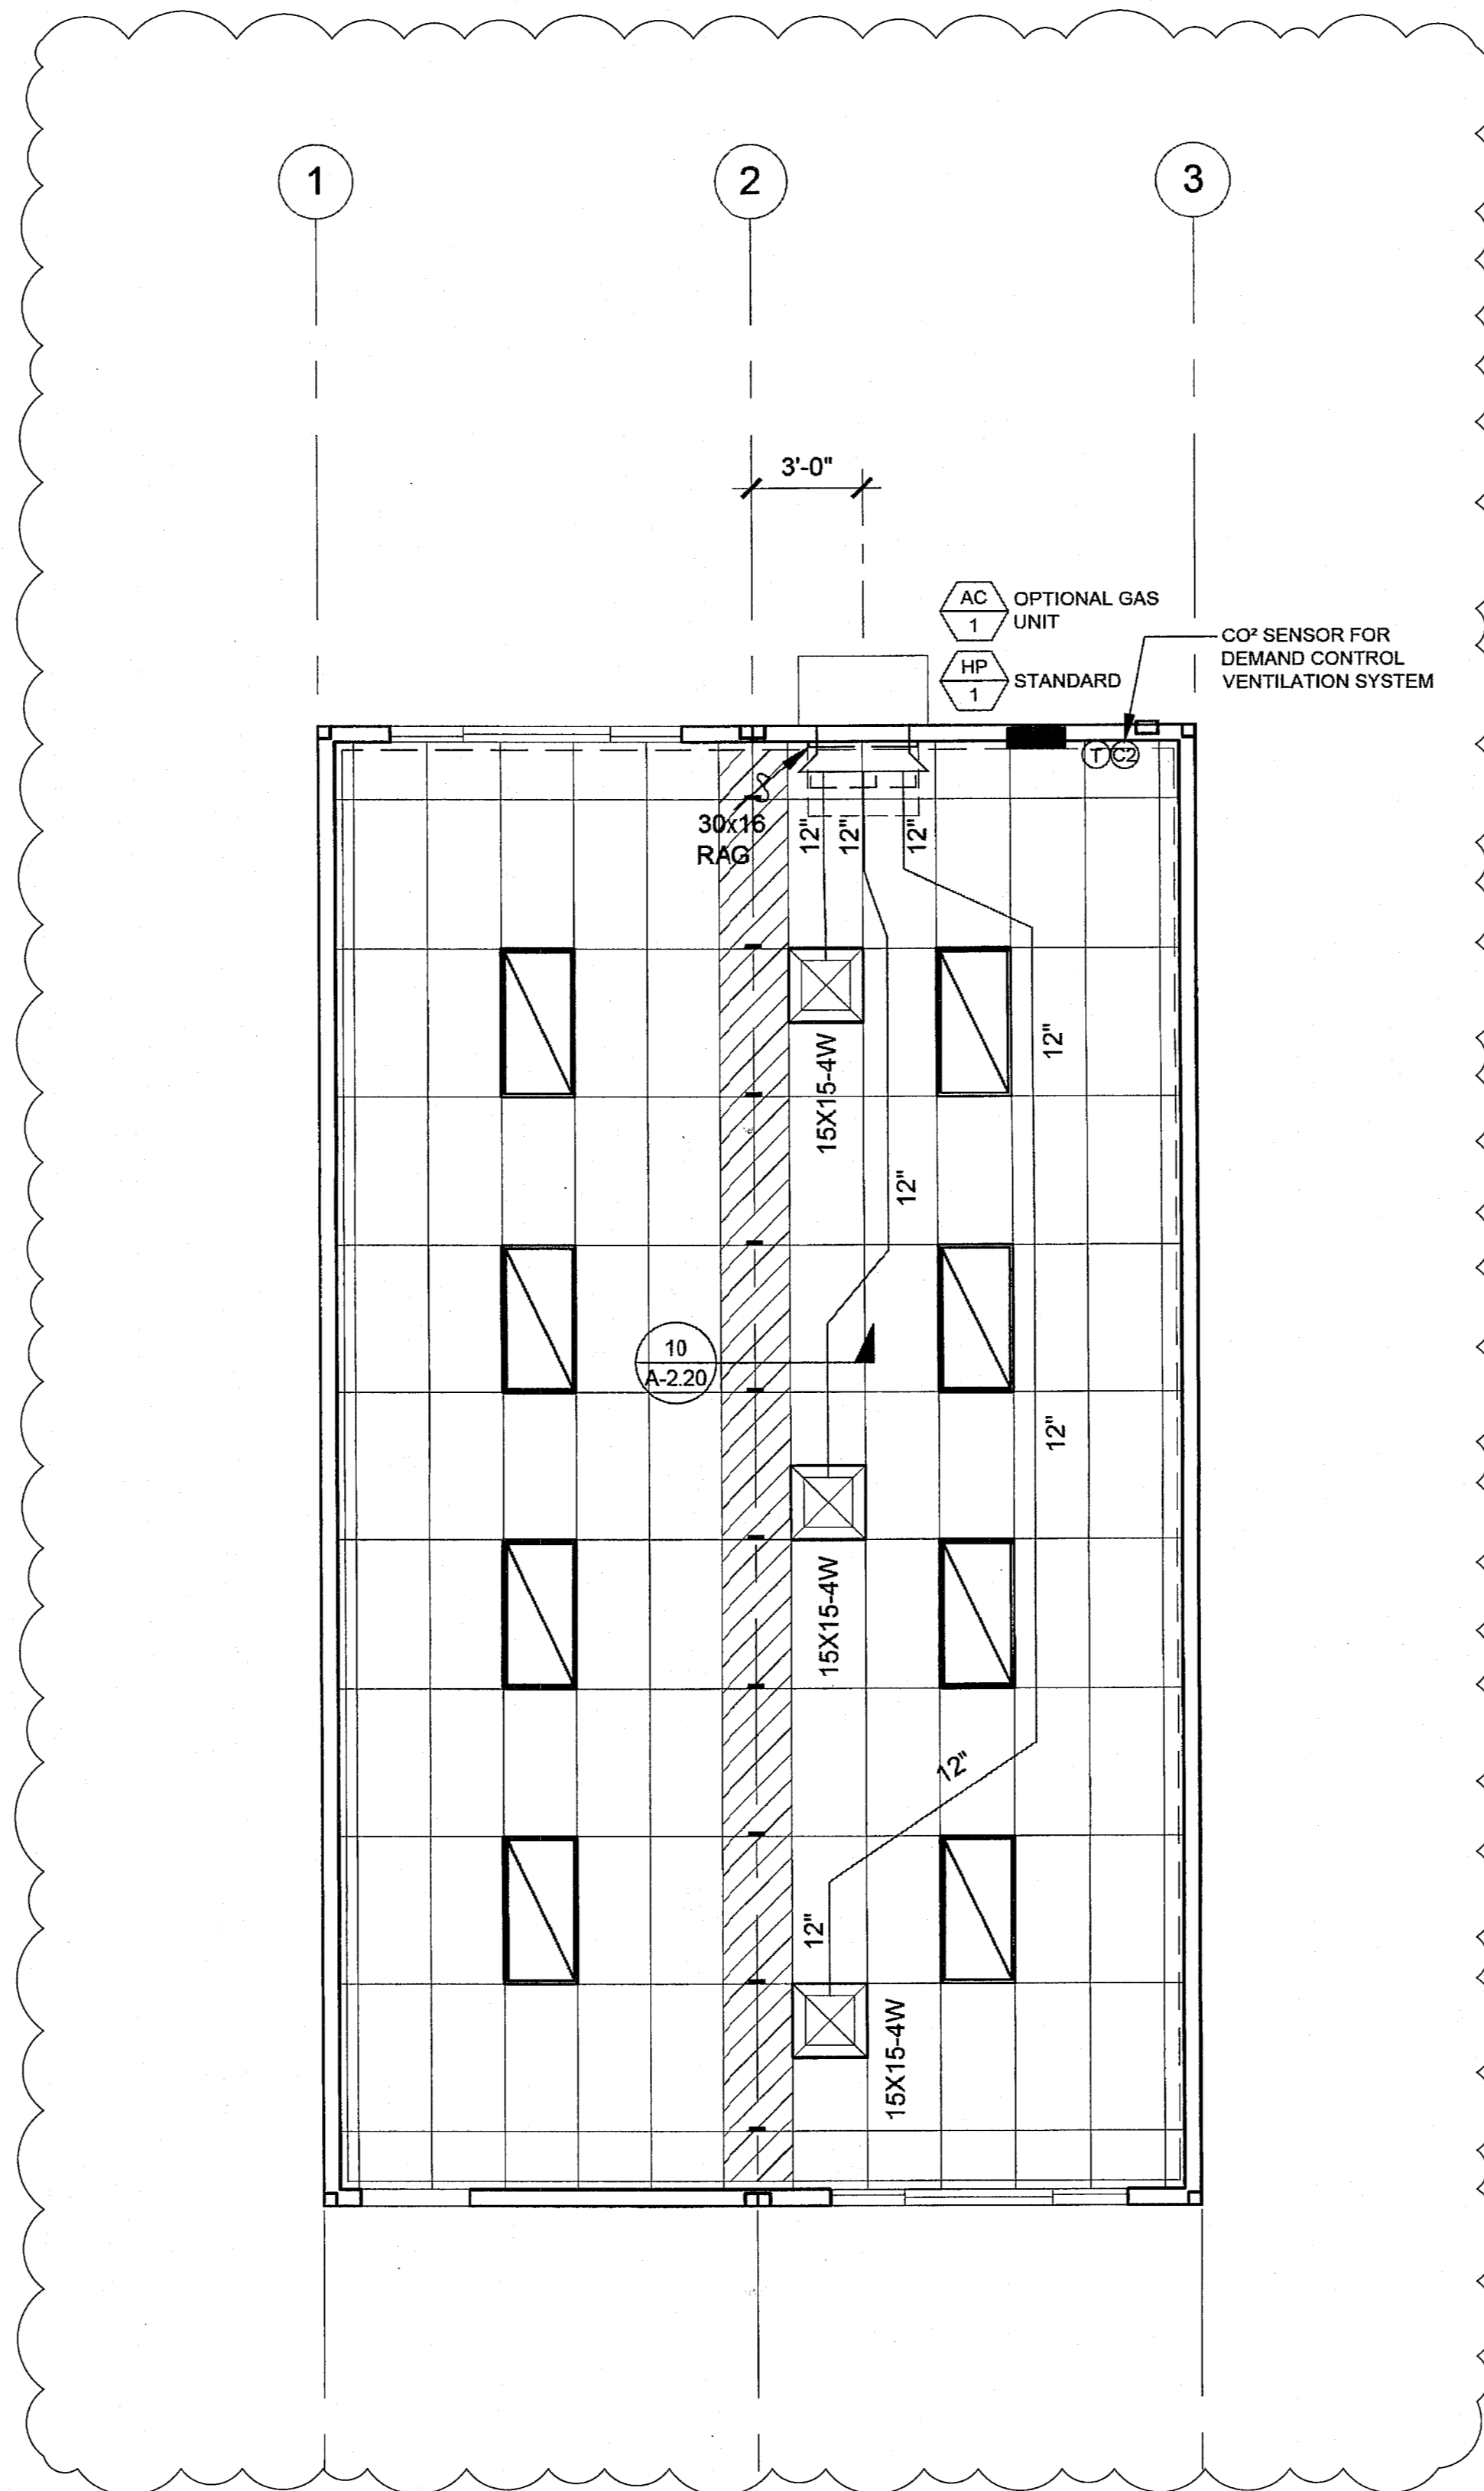 1
2
3
3'-0"
AC
1
OPTIONAL GAS
UNIT
HP
1
STANDARD
CO² SENSOR FOR
DEMAND CONTROL
VENTILATION SYSTEM
T
C2
30x16
RAG
12"
12"
12"
12"
15X15-4W
12"
10
A-2.20
12"
15X15-4W
12"
12"
15X15-4W